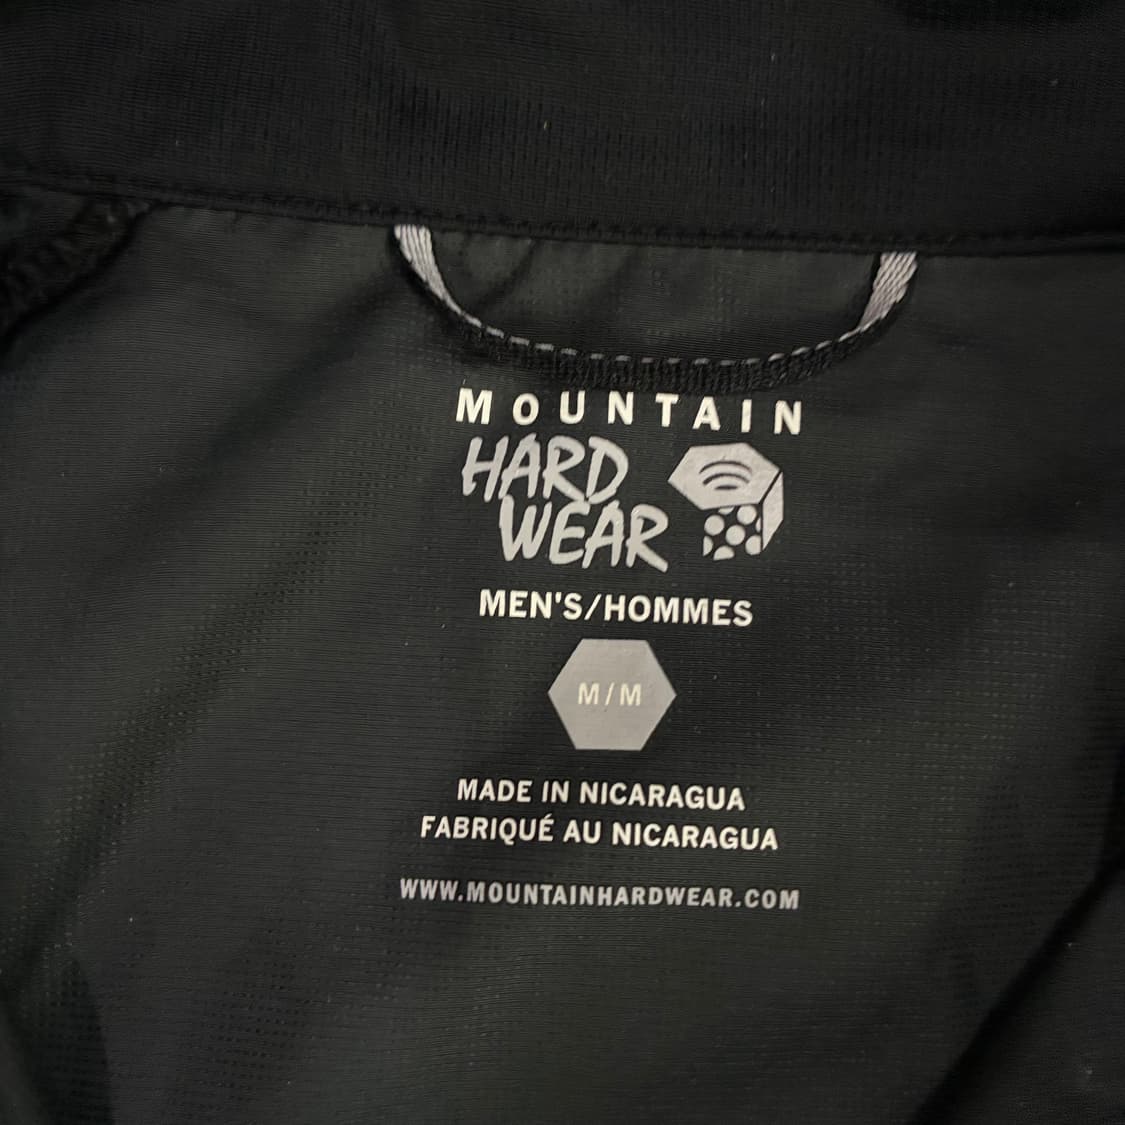 MOUNTAIN
HARD
WEAR
MEN'S/HOMMES
M/M
MADE IN NICARAGUA
FABRIQUÉ AU NICARAGUA
WWW.MOUNTAINHARDWEAR.COM